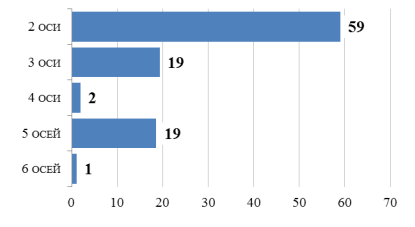 2 оси 59
3 оси 19
4 оси 2
5 осей 19
6 осей 1
0 10 20 30 40 50 60 70